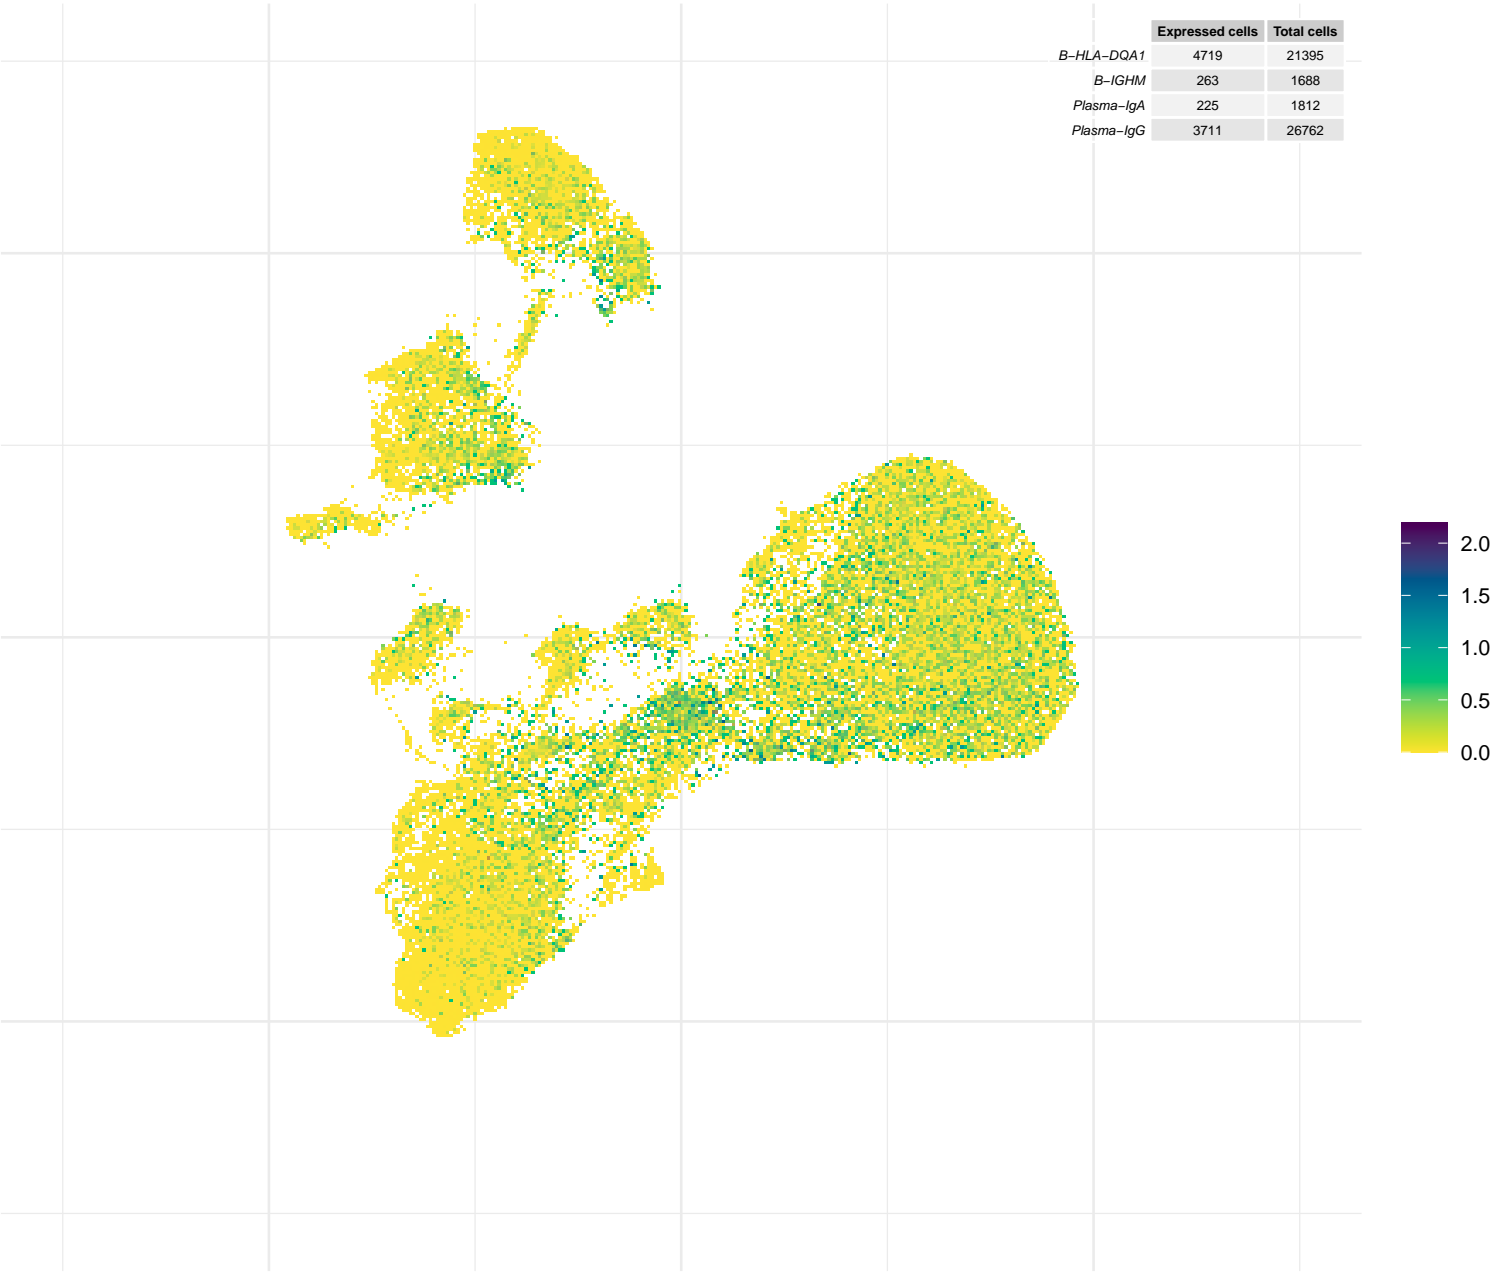 Expressed cells Total cells
B−HLA−DQA1 4719 21395
B−IGHM 263 1688
Plasma−IgA 225 1812
Plasma−IgG 3711 26762
2.0
1.5
1.0
0.5
0.0